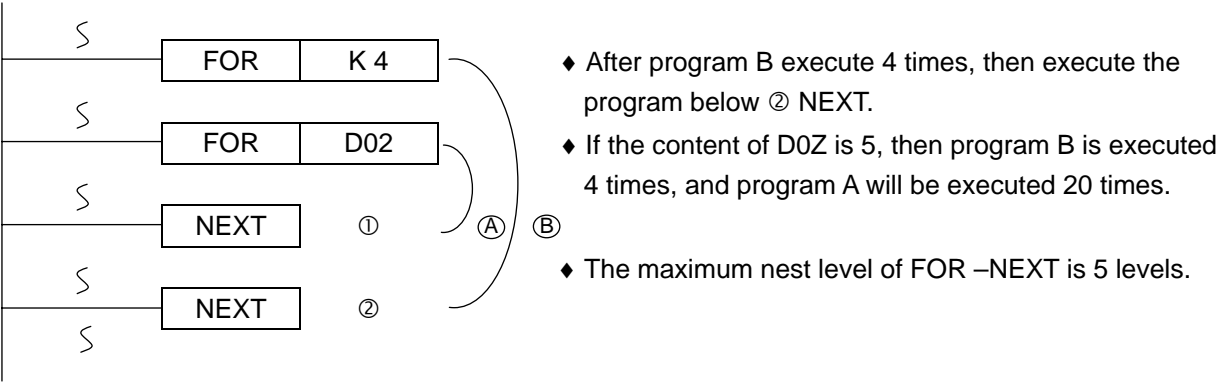 FOR K 4
FOR D02
NEXT ①
NEXT ②
Ⓐ Ⓑ
♦ After program B execute 4 times, then execute the
program below ② NEXT.
♦ If the content of D0Z is 5, then program B is executed
4 times, and program A will be executed 20 times.
♦ The maximum nest level of FOR –NEXT is 5 levels.